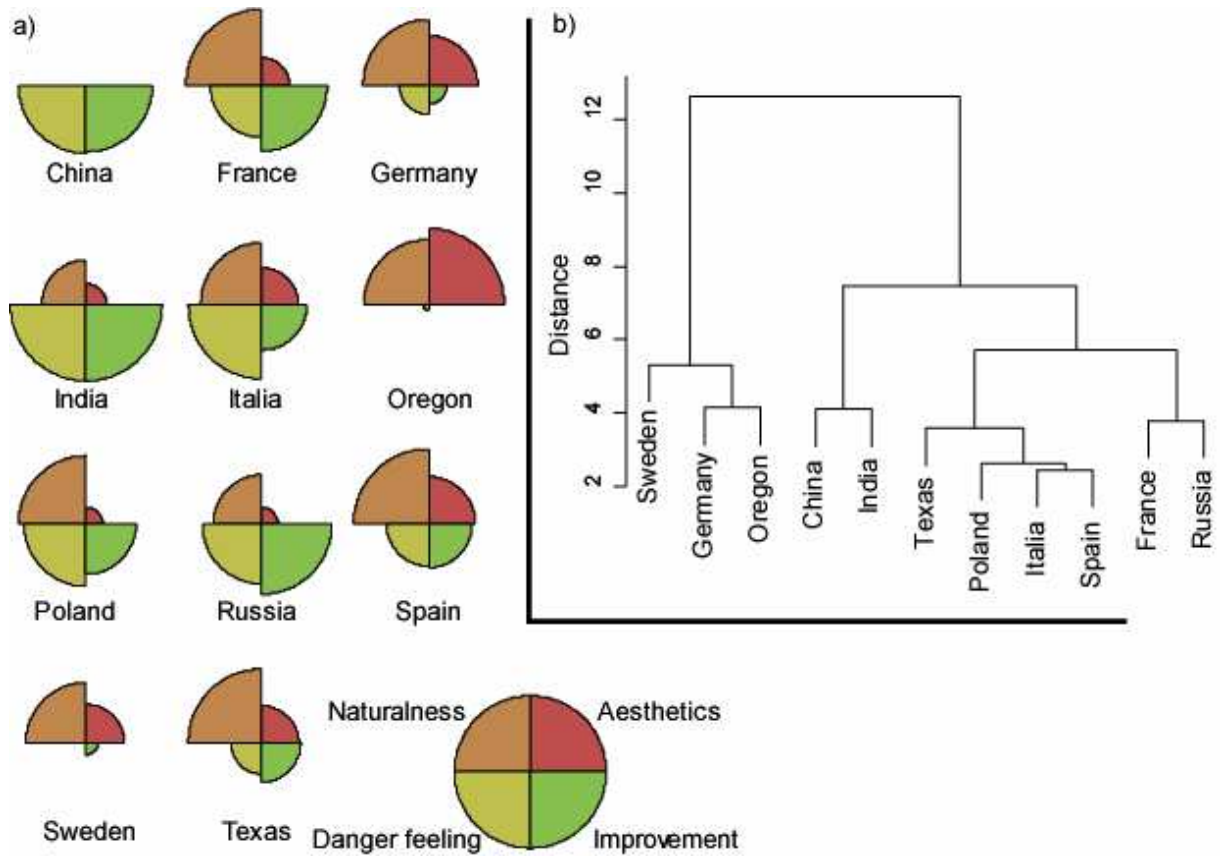 a)
China
France
Germany
India
Italia
Oregon
Poland
Russia
Spain
Sweden
Texas
Naturalness
Aesthetics
Danger feeling
Improvement
b)
Distance
12
10
8
6
4
2
Sweden
Germany
Oregon
China
India
Texas
Poland
Italia
Spain
France
Russia